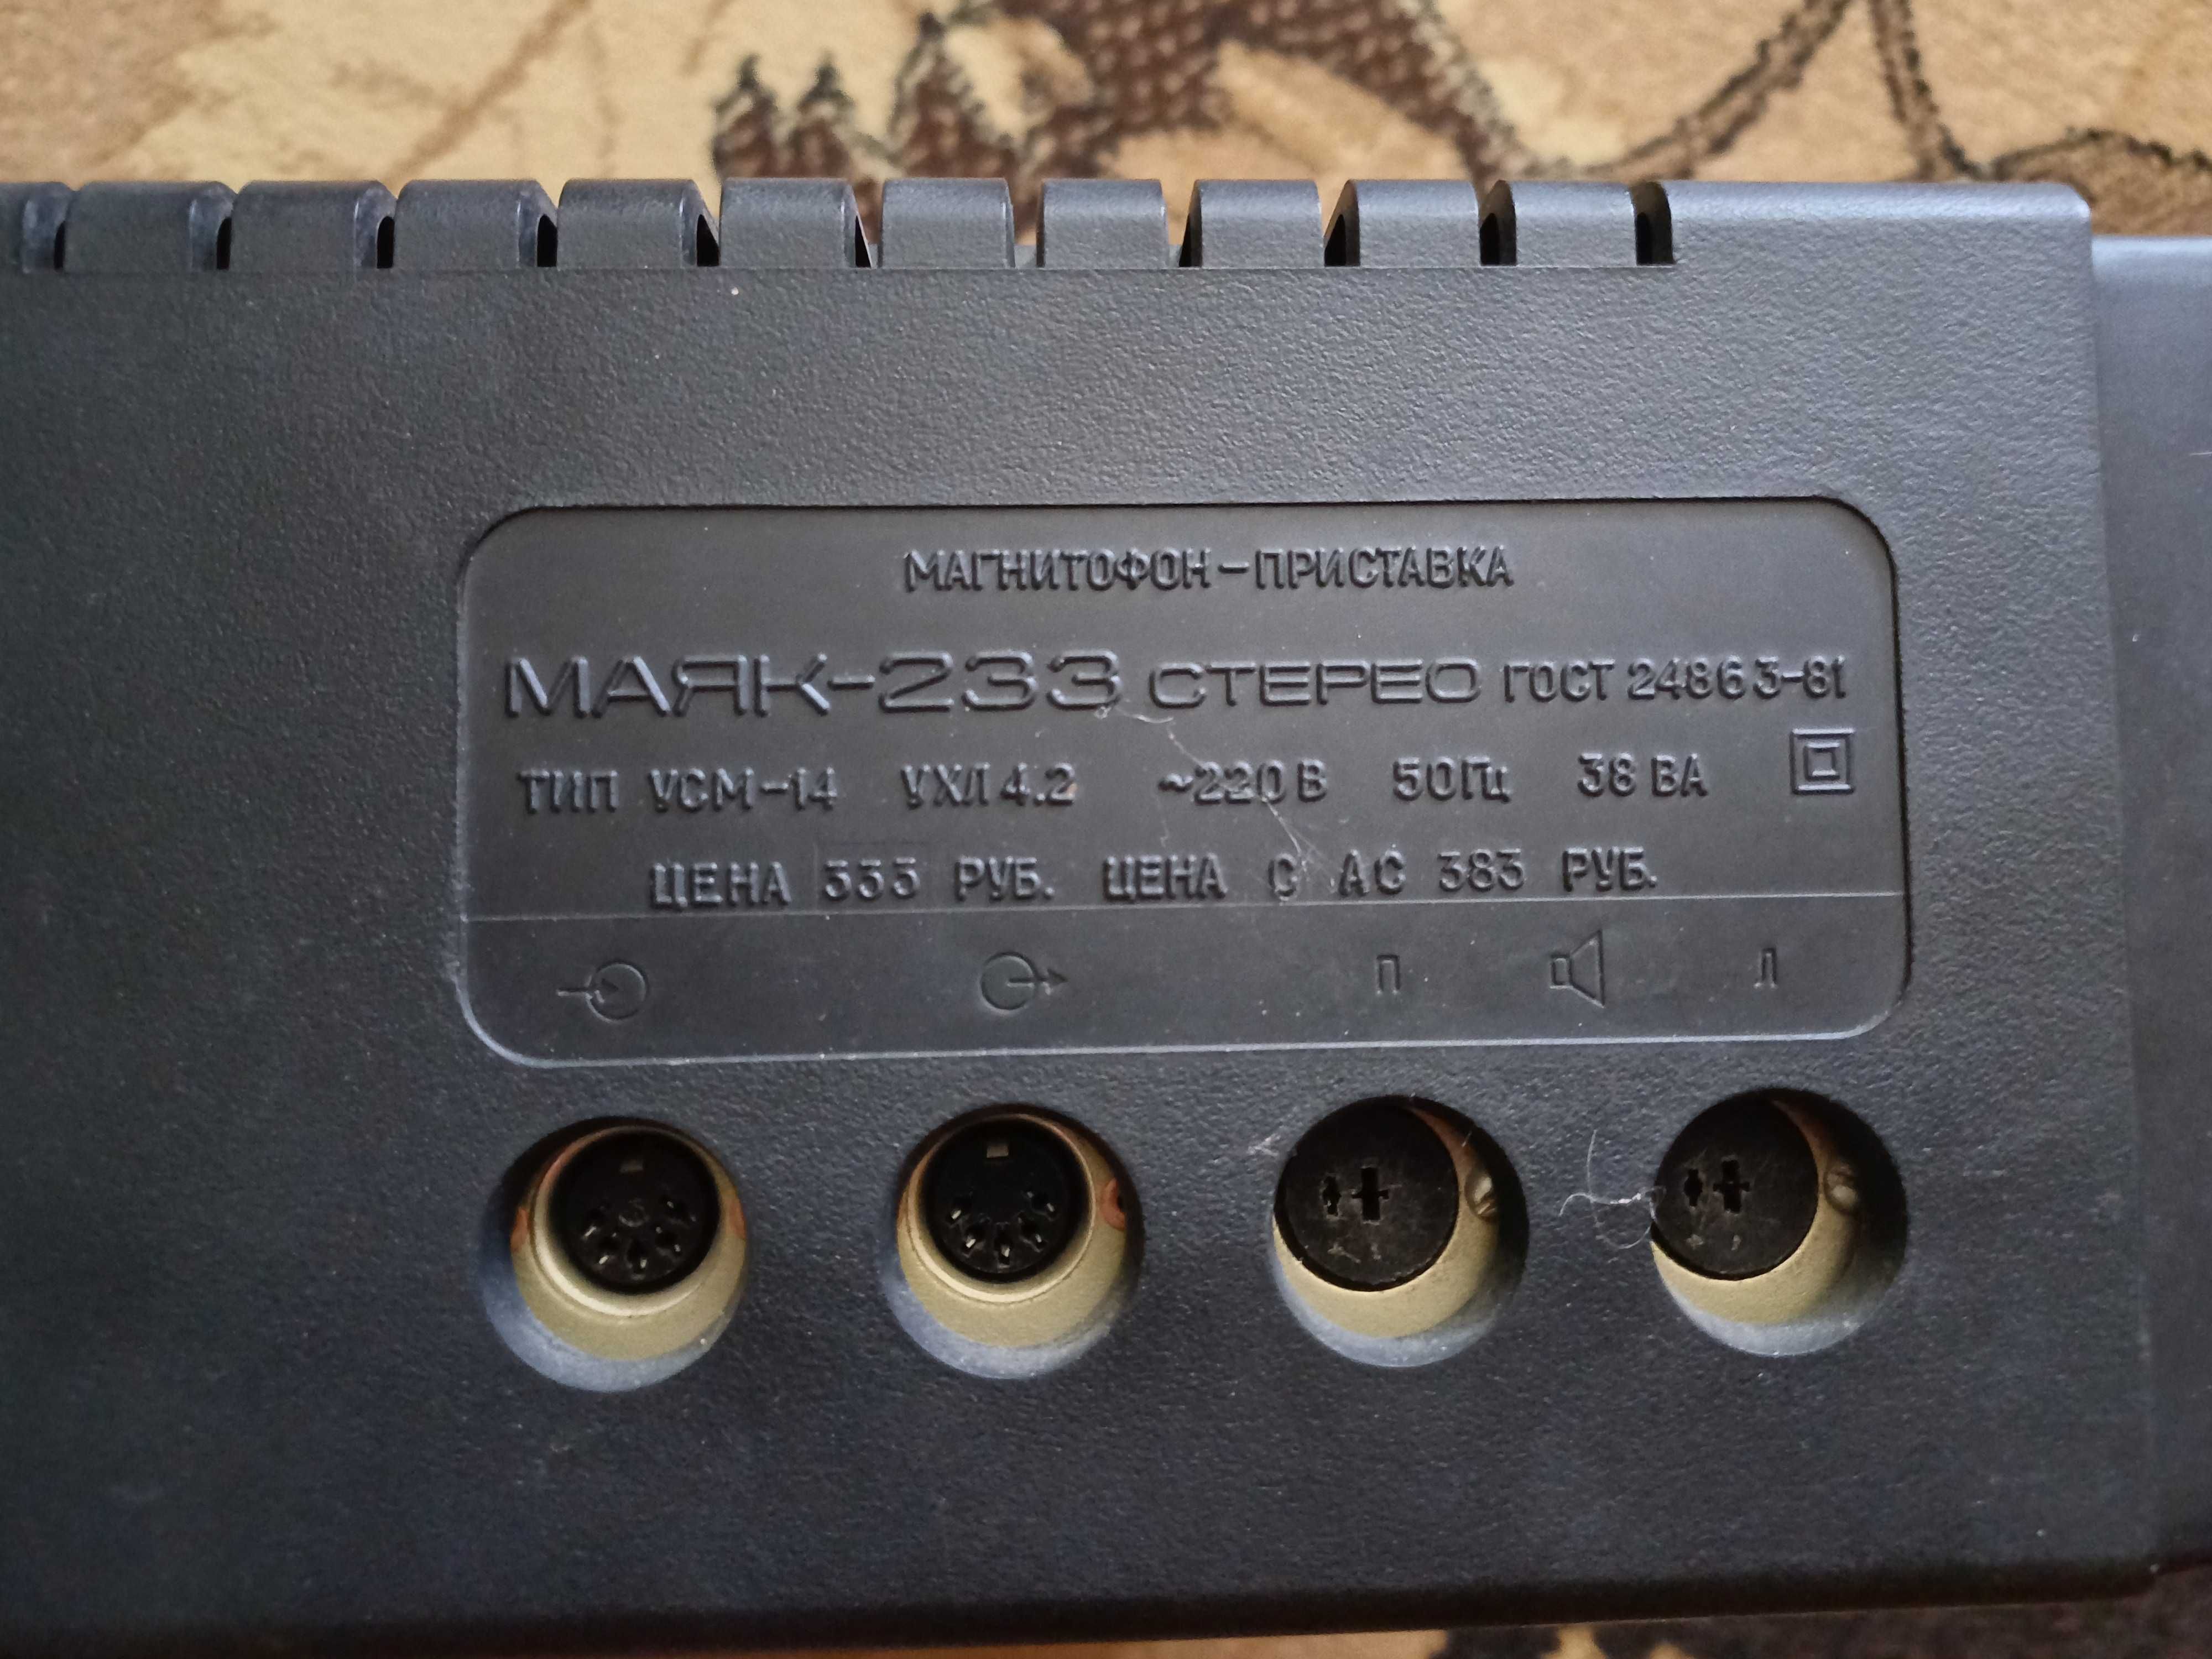 МАГНИТОФОН-ПРИСТАВКА
МАЯК-233 СТЕРЕО ГОСТ 24863-81
ТИП УСМ-14 УХЛ 4.2 ~220 В 50Гц 38 ВА
ЦЕНА 333 РУБ. ЦЕНА С АС 383 РУБ.
П Л